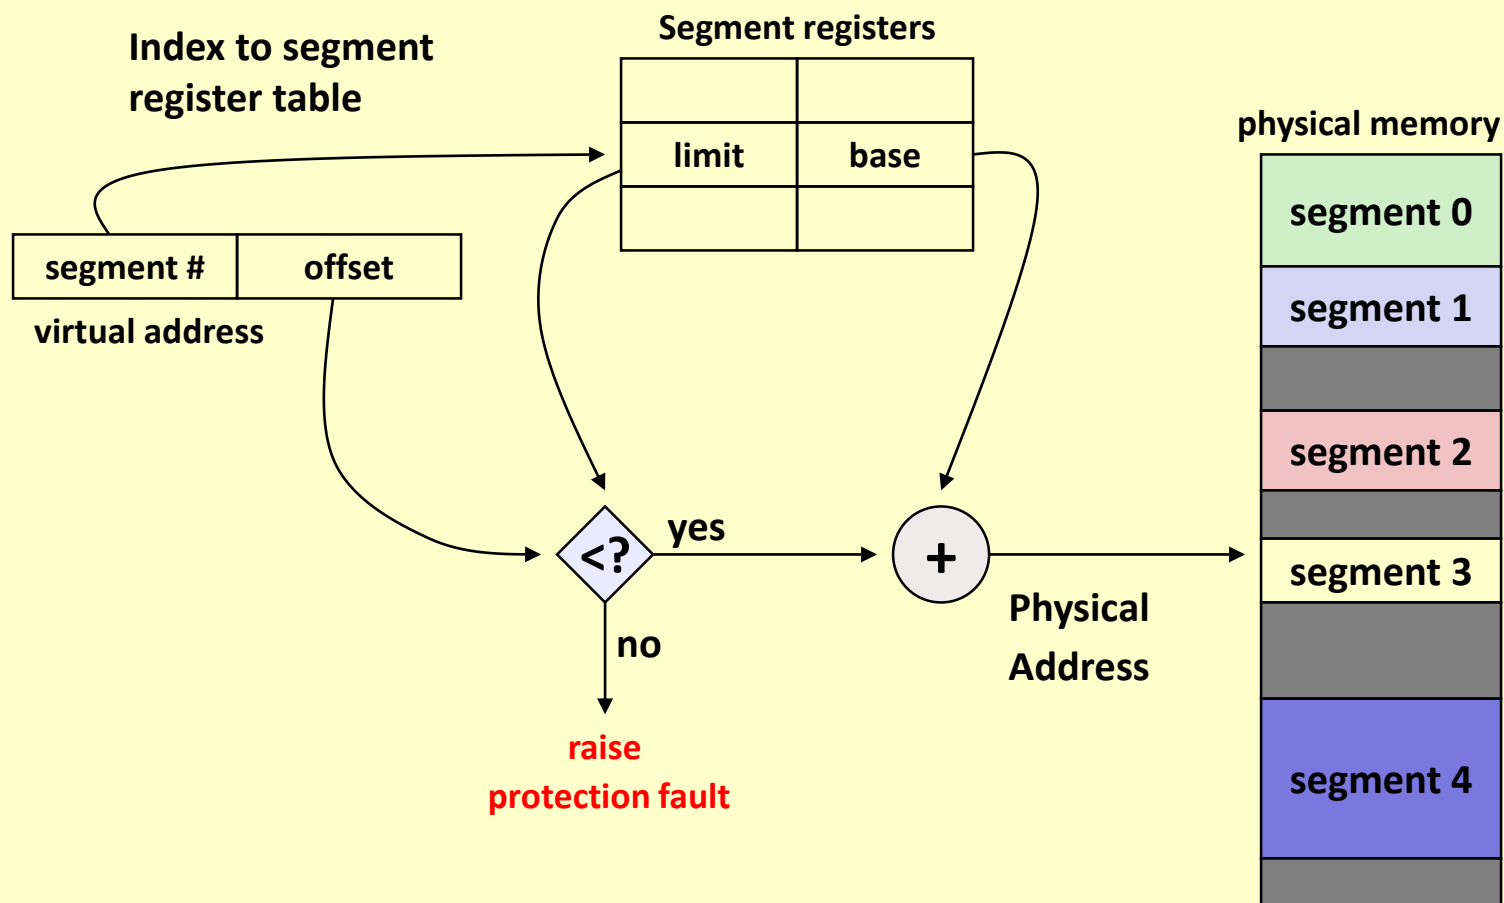 Index to segment
register table
Segment registers
limit
base
segment #
offset
virtual address
<?
yes
no
raise
protection fault
+
Physical
Address
physical memory
segment 0
segment 1
segment 2
segment 3
segment 4